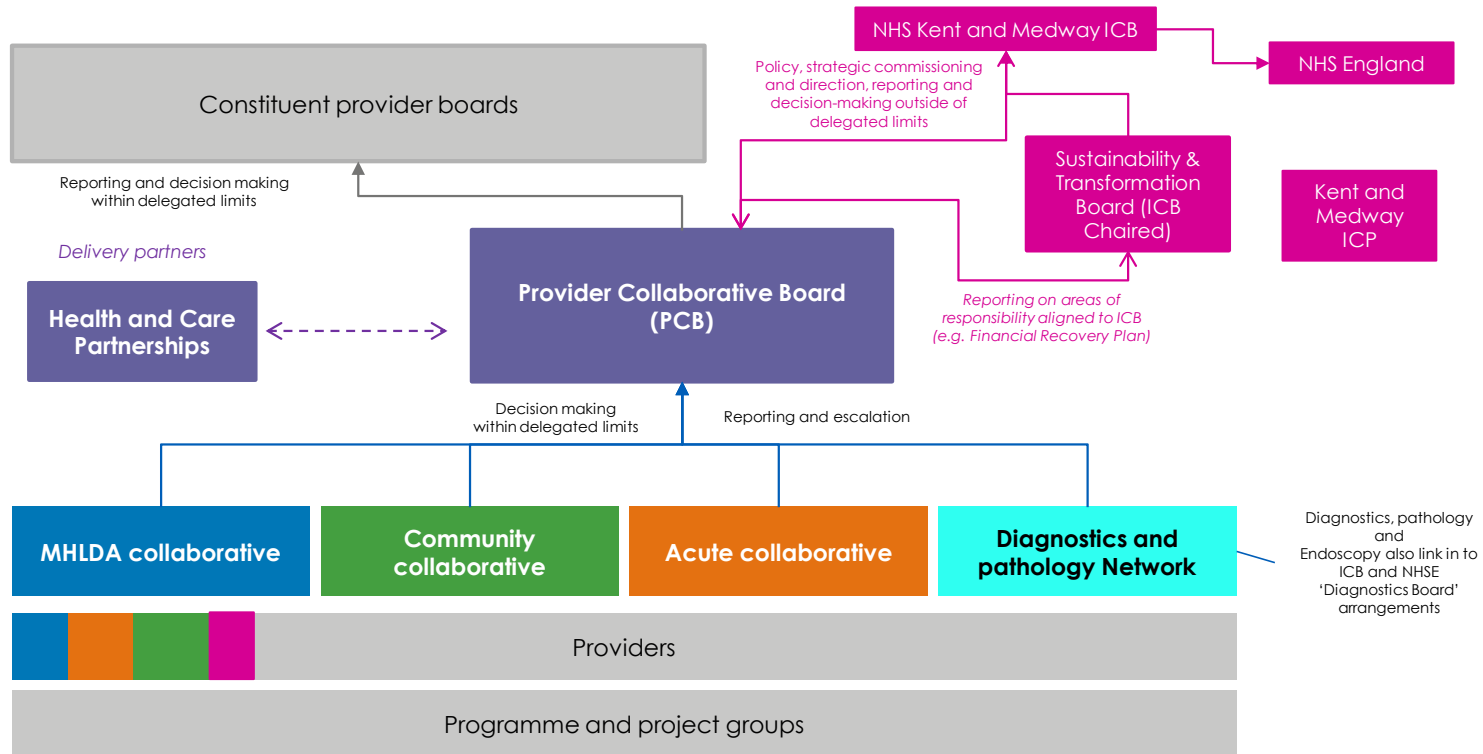 NHS Kent and Medway ICB
NHS England
Constituent provider boards
Policy, strategic commissioning
and direction, reporting and
decision-making outside of
delegated limits
Sustainability &
Transformation
Board (ICB
Chaired)
Kent and
Medway
ICP
Reporting and decision making
within delegated limits
Delivery partners
Health and Care
Partnerships
Provider Collaborative Board
(PCB)
Reporting on areas of
responsibility aligned to ICB
(e.g. Financial Recovery Plan)
Decision making
within delegated limits
Reporting and escalation
MHLDA collaborative
Community
collaborative
Acute collaborative
Diagnostics and
pathology Network
Diagnostics, pathology
and
Endoscopy also link in to
ICB and NHSE
‘Diagnostics Board’
arrangements
Providers
Programme and project groups